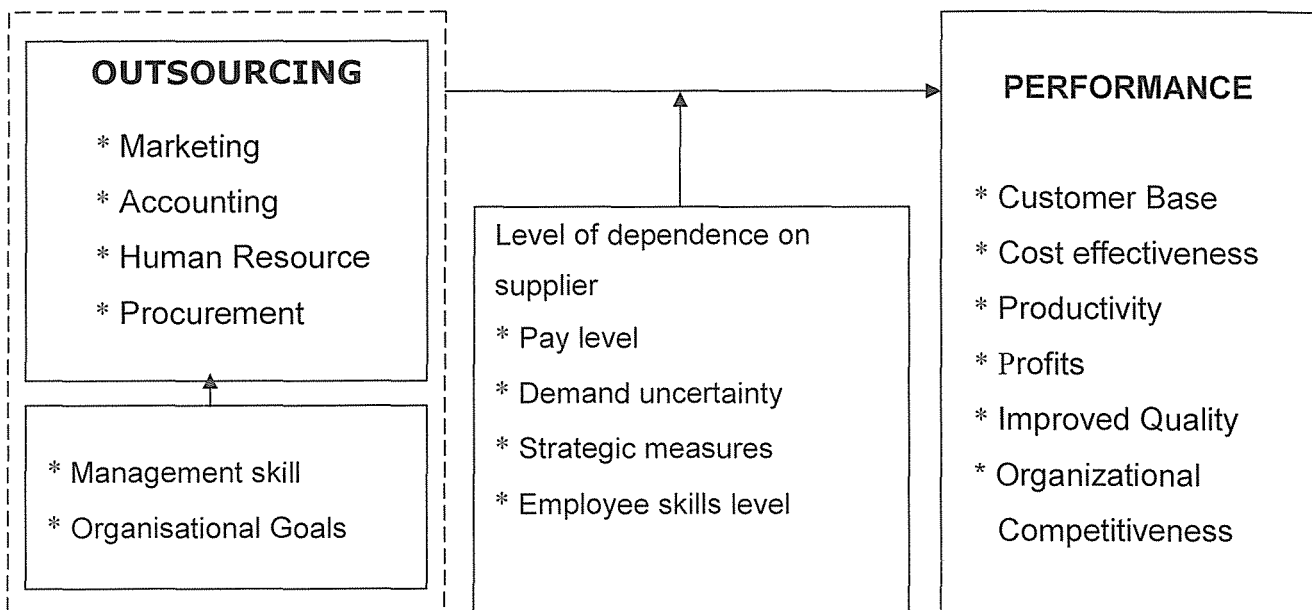 OUTSOURCING
* Marketing
* Accounting
* Human Resource
* Procurement
* Management skill
* Organisational Goals
Level of dependence on
supplier
* Pay level
* Demand uncertainty
* Strategic measures
* Employee skills level
PERFORMANCE
* Customer Base
* Cost effectiveness
* Productivity
* Profits
* Improved Quality
* Organizational
Competitiveness